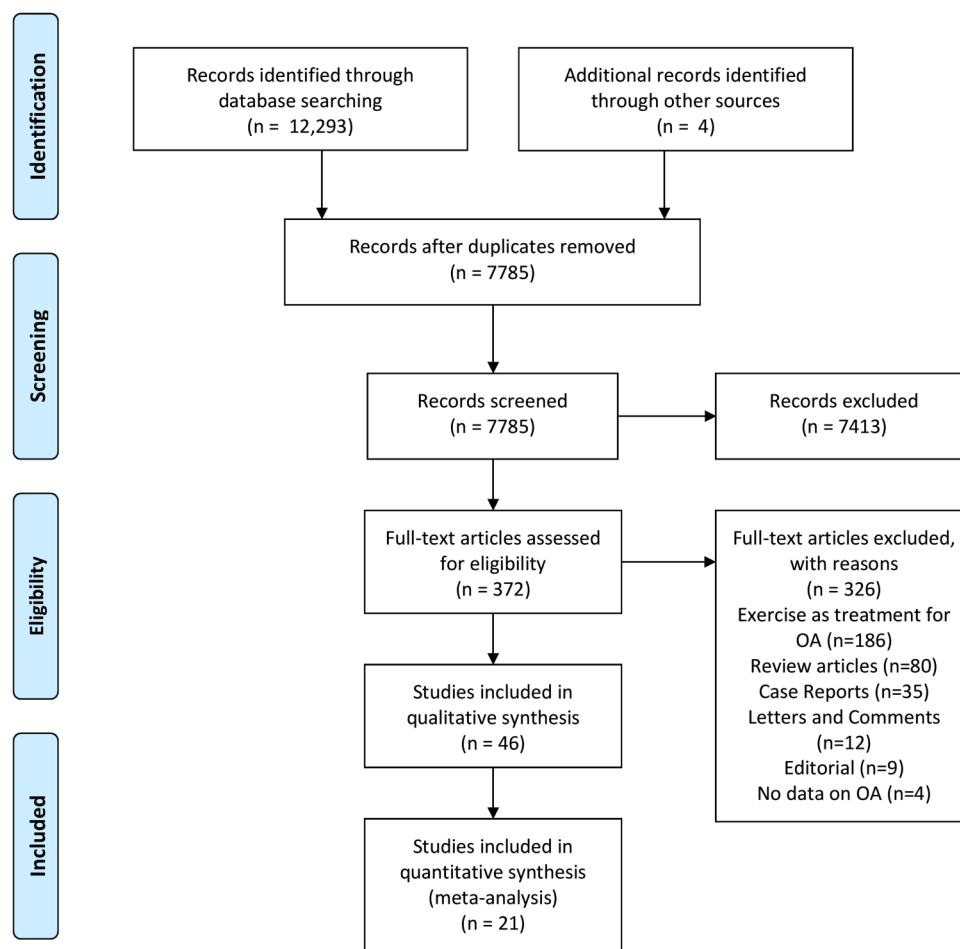 Identification
Records identified through
database searching
(n = 12,293)
Additional records identified
through other sources
(n = 4)
Records after duplicates removed
(n = 7785)
Screening
Records screened
(n = 7785)
Records excluded
(n = 7413)
Eligibility
Full-text articles assessed
for eligibility
(n = 372)
Full-text articles excluded,
with reasons
(n = 326)
Exercise as treatment for
OA (n=186)
Review articles (n=80)
Case Reports (n=35)
Letters and Comments
(n=12)
Editorial (n=9)
No data on OA (n=4)
Studies included in
qualitative synthesis
(n = 46)
Included
Studies included in
quantitative synthesis
(meta-analysis)
(n = 21)